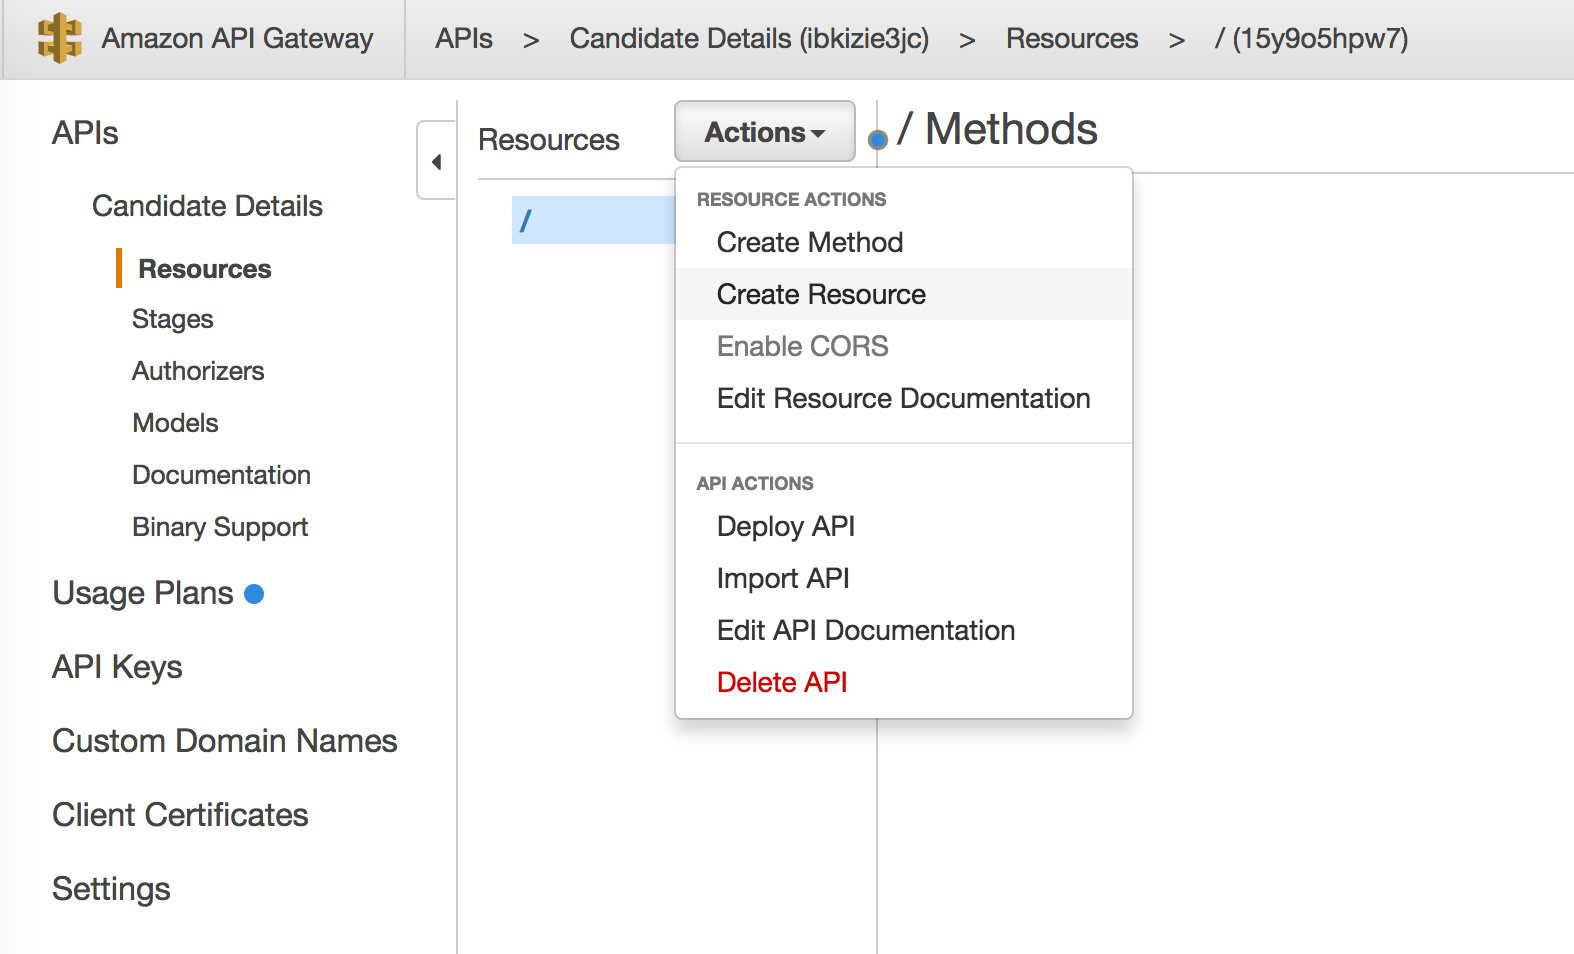 Amazon API Gateway APIs > Candidate Details (ibkizie3jc) > Resources > / (15y9o5hpw7)
APIs
Candidate Details
Resources
Stages
Authorizers
Models
Documentation
Binary Support
Usage Plans
API Keys
Custom Domain Names
Client Certificates
Settings
Resources
Actions
/
RESOURCE ACTIONS
Create Method
Create Resource
Enable CORS
Edit Resource Documentation
API ACTIONS
Deploy API
Import API
Edit API Documentation
Delete API
/ Methods